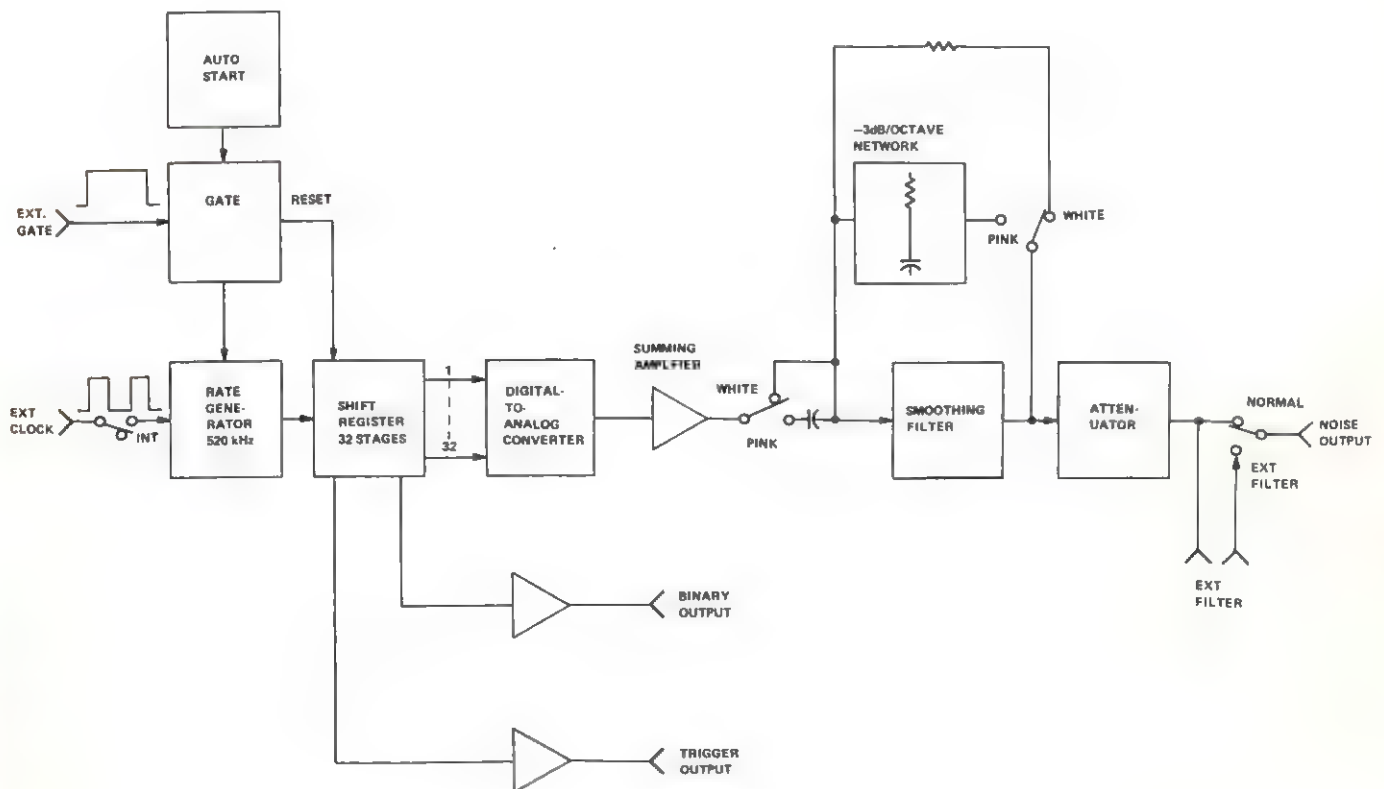 AUTO
START
GATE
RESET
EXT.
GATE
EXT
CLOCK
INT
RATE
GENE-
RATOR
520 kHz
SHIFT
REGISTER
32 STAGES
1
32
DIGITAL-
TO-
ANALOG
CONVERTER
SUMMING
AMPLIFIER
WHITE
PINK
-3dB/OCTAVE
NETWORK
PINK
WHITE
SMOOTHING
FILTER
ATTEN-
UATOR
NORMAL
NOISE
OUTPUT
EXT
FILTER
EXT
FILTER
BINARY
OUTPUT
TRIGGER
OUTPUT